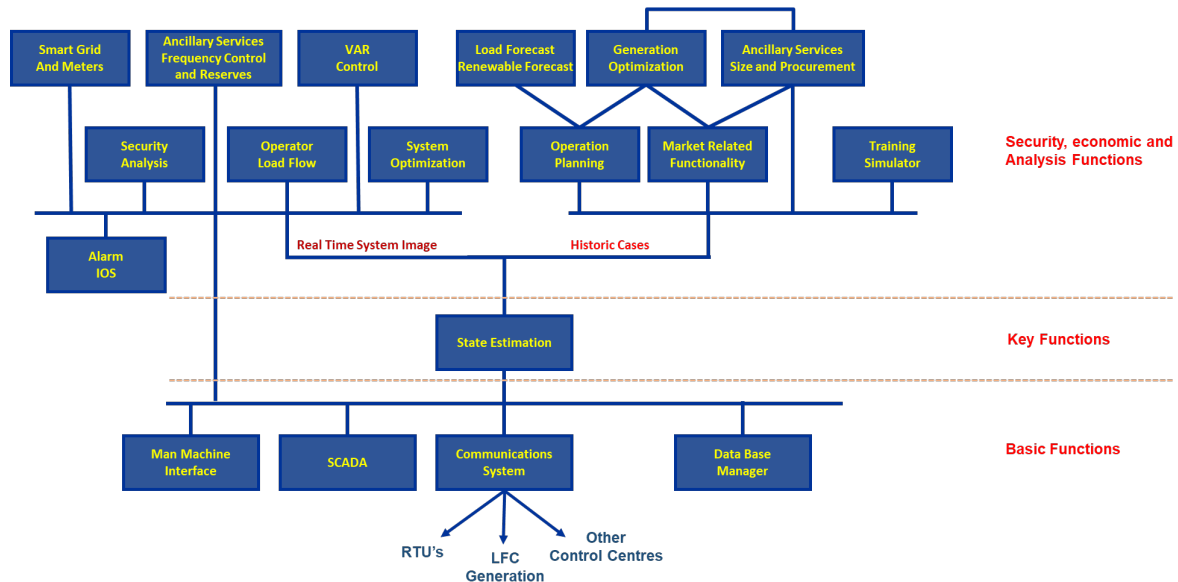 Smart Grid
And Meters
Ancillary Services
Frequency Control
and Reserves
VAR
Control
Load Forecast
Renewable Forecast
Generation
Optimization
Ancillary Services
Size and Procurement
Security
Analysis
Operator
Load Flow
System
Optimization
Operation
Planning
Market Related
Functionality
Training
Simulator
Security, economic and
Analysis Functions
Alarm
IOS
Real Time System Image
Historic Cases
State Estimation
Key Functions
Man Machine
Interface
SCADA
Communications
System
Data Base
Manager
Basic Functions
RTU's
LFC
Generation
Other
Control Centres